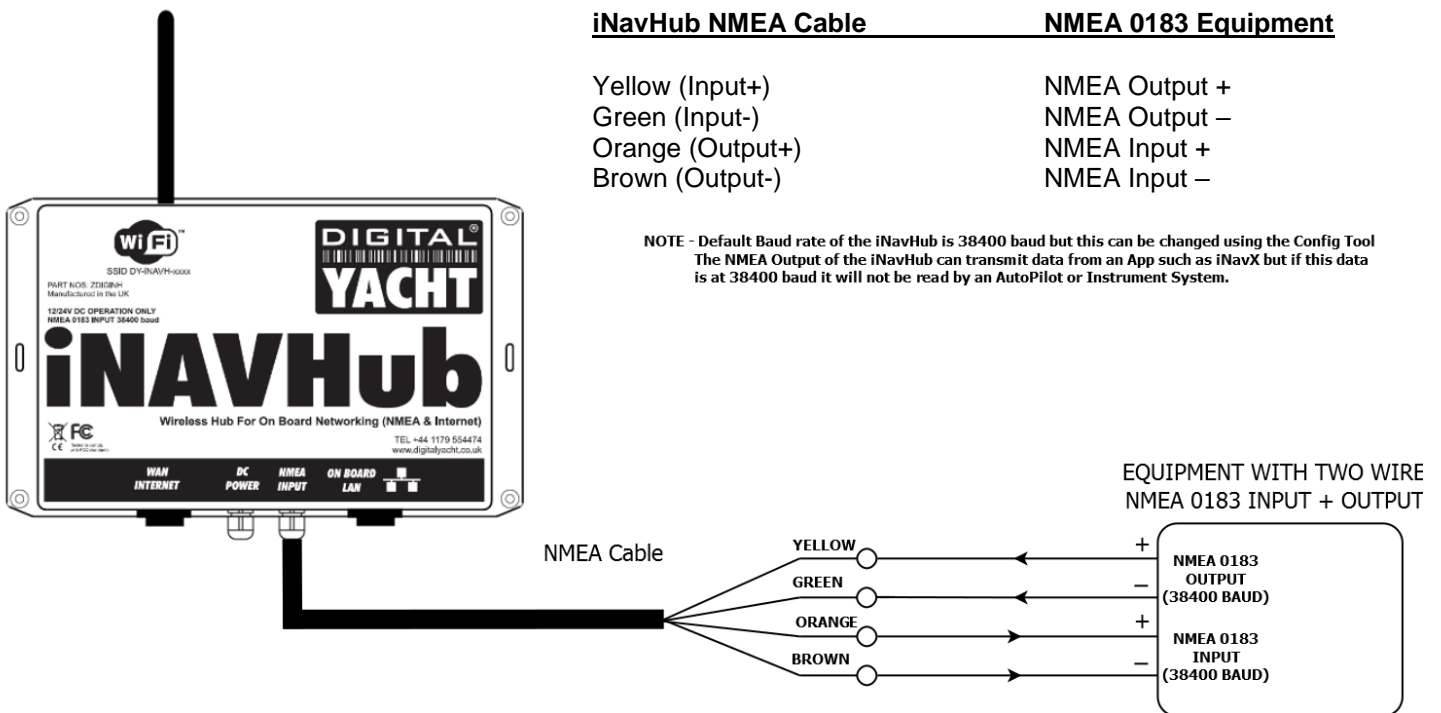 iNavHub NMEA Cable NMEA 0183 Equipment
Yellow (Input+) NMEA Output +
Green (Input-) NMEA Output –
Orange (Output+) NMEA Input +
Brown (Output-) NMEA Input –
NOTE - Default Baud rate of the iNavHub is 38400 baud but this can be changed using the Config Tool
The NMEA Output of the iNavHub can transmit data from an App such as iNavX but if this data
is at 38400 baud it will not be read by an AutoPilot or Instrument System.
WiFi™
SSID DY-INAVH-xxxx
PART NOS: ZDIGINH
Manufactured in the UK
12/24V DC OPERATION ONLY
NMEA 0183 INPUT 38400 baud
DIGITAL®
YACHT
iNAVHub
Wireless Hub For On Board Networking (NMEA & Internet)
FC
CE
TEL +44 1179 554474
www.digitalyacht.co.uk
WAN
INTERNET
DC
POWER
NMEA
INPUT
ON BOARD
LAN
NMEA Cable
YELLOW
GREEN
ORANGE
BROWN
EQUIPMENT WITH TWO WIRE
NMEA 0183 INPUT + OUTPUT
+
–
+
–
NMEA 0183
OUTPUT
(38400 BAUD)
NMEA 0183
INPUT
(38400 BAUD)